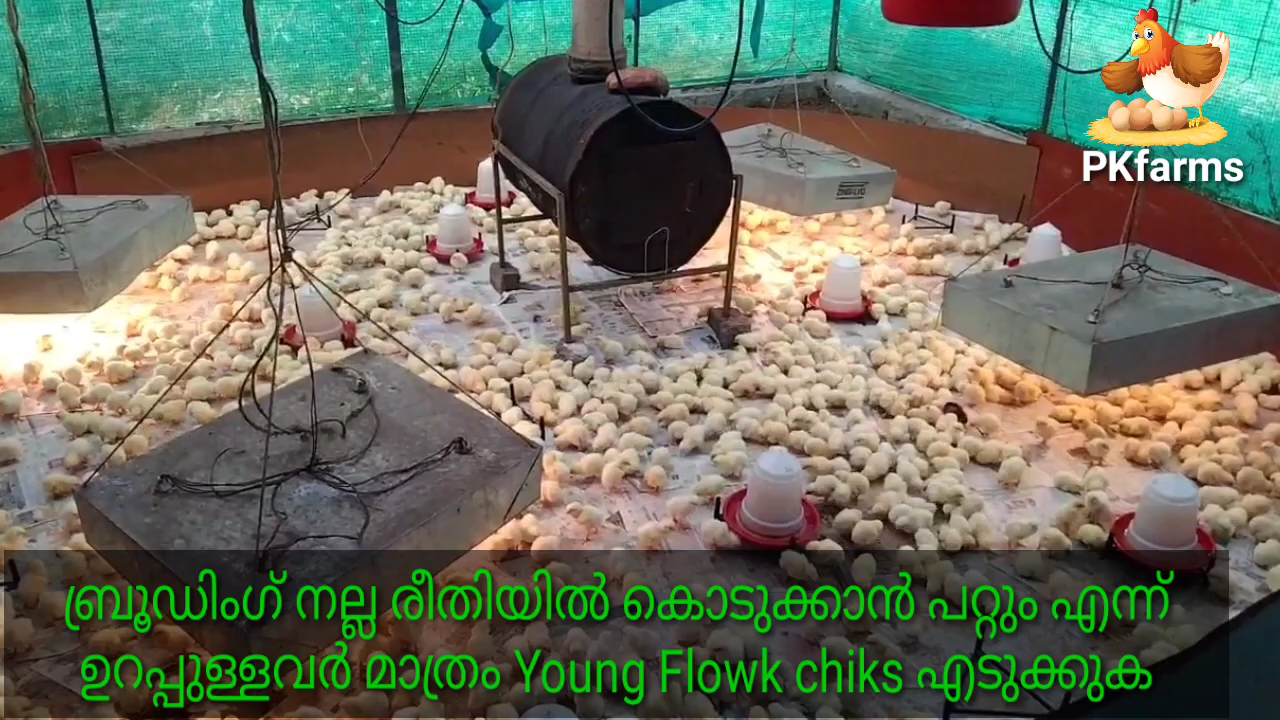 PKfarms
ബ്രൂഡിംഗ് നല്ല രീതിയിൽ കൊടുക്കാൻ പറ്റും എന്ന്
ഉറപ്പുള്ളവർ മാത്രം Young Flowk chiks എടുക്കുക